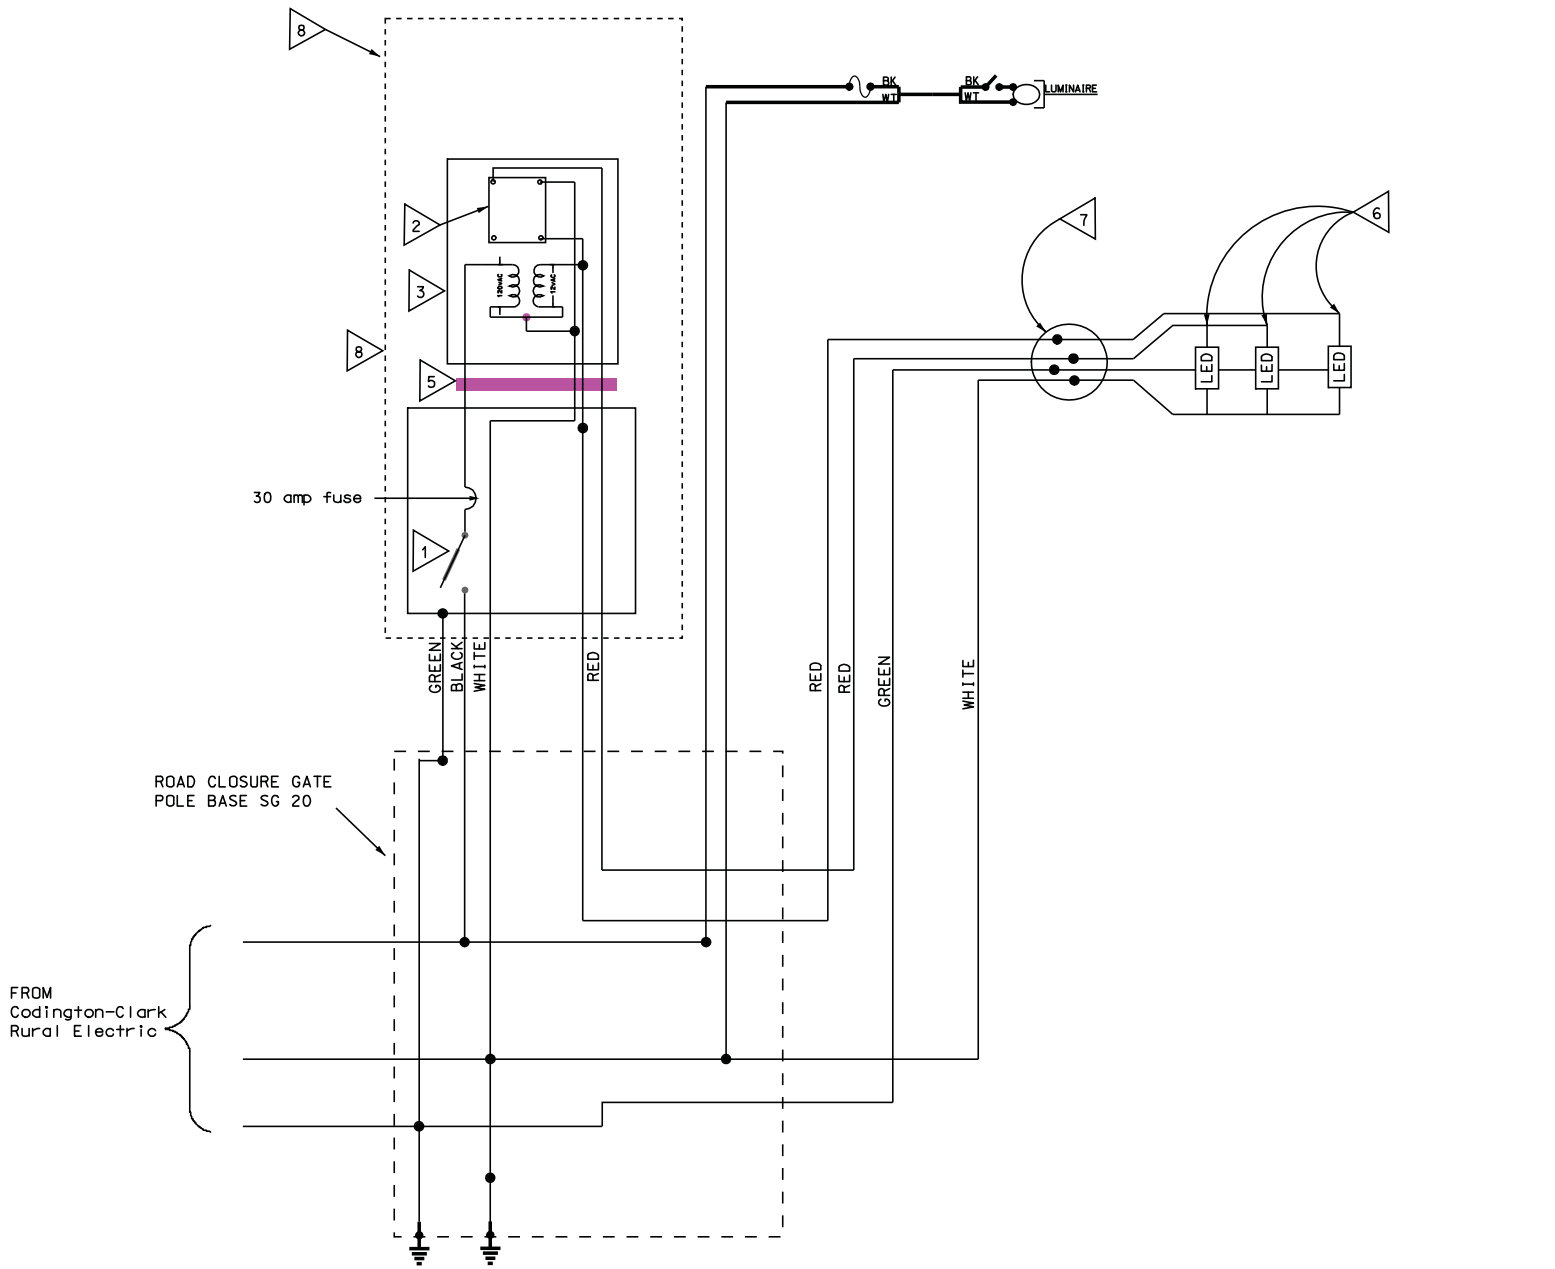 8
BK
WT
BK
WT
LUMINAIRE
2
7
6
3
120VAC
12VAC
8
5
LED
LED
LED
30 amp fuse
1
GREEN
BLACK
WHITE
RED
RED
RED
GREEN
WHITE
ROAD CLOSURE GATE
POLE BASE SG 20
FROM
Codington-Clark
Rural Electric